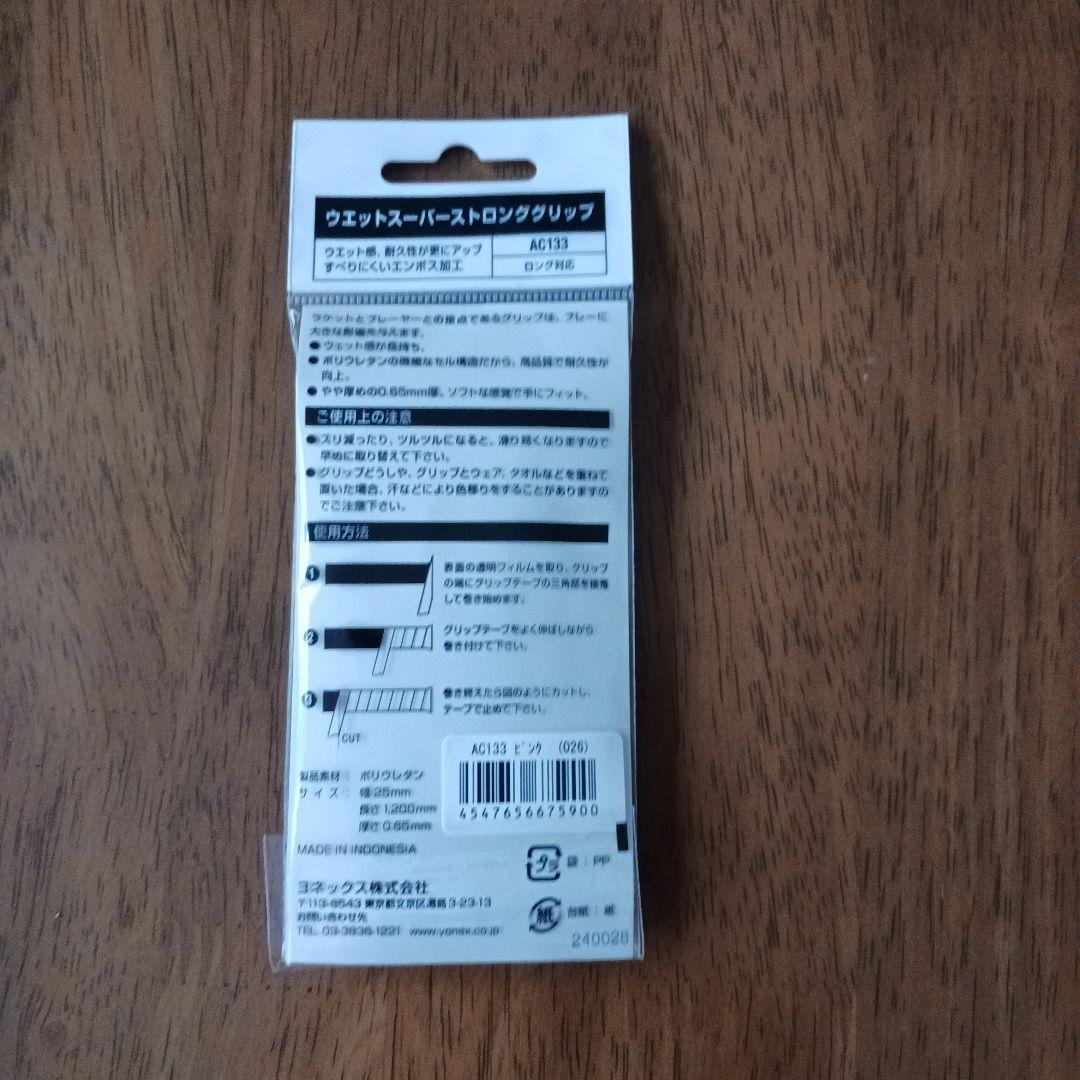 ウエットスーパーストロンググリップ
ウエット感、耐久性が更にアップ
すべりにくいエンボス加工
AC133
ロング対応
ラケットとプレーヤーとの接点であるグリップは、プレーに
大きな影響を与えます。
●ウェット感が長持ち。
●ポリウレタンの微細なセル構造だから、高品質で耐久性が
向上。
●やや厚めの0.65mm厚、ソフトな感覚で手にフィット。
ご使用上の注意
●スリ減ったり、ツルツルになると、滑り易くなりますので
早めに取り替えて下さい。
●グリップどうしや、グリップとウェア、タオルなどを重ねて
置いた場合、汗などにより色移りをすることがありますの
でご注意下さい。
使用方法
1
表面の透明フィルムを取り、グリップ
の端にグリップテープの三角部を接着
して巻き始めます。
2
グリップテープをよく伸ばしながら
巻き付けて下さい。
3
巻き終えたら図のようにカットし、
テープで止めて下さい。
CUT
AC133 ピンク (026)
4547656675900
製品素材：ポリウレタン
サイズ：幅25mm
長さ1,200mm
厚さ0.65mm
MADE IN INDONESIA
プラ
袋：PP
ヨネックス株式会社
〒113-8543 東京都文京区湯島3-23-13
お問い合わせ先
TEL 03-3836-1221 www.yonex.co.jp
紙
台紙：紙
240028